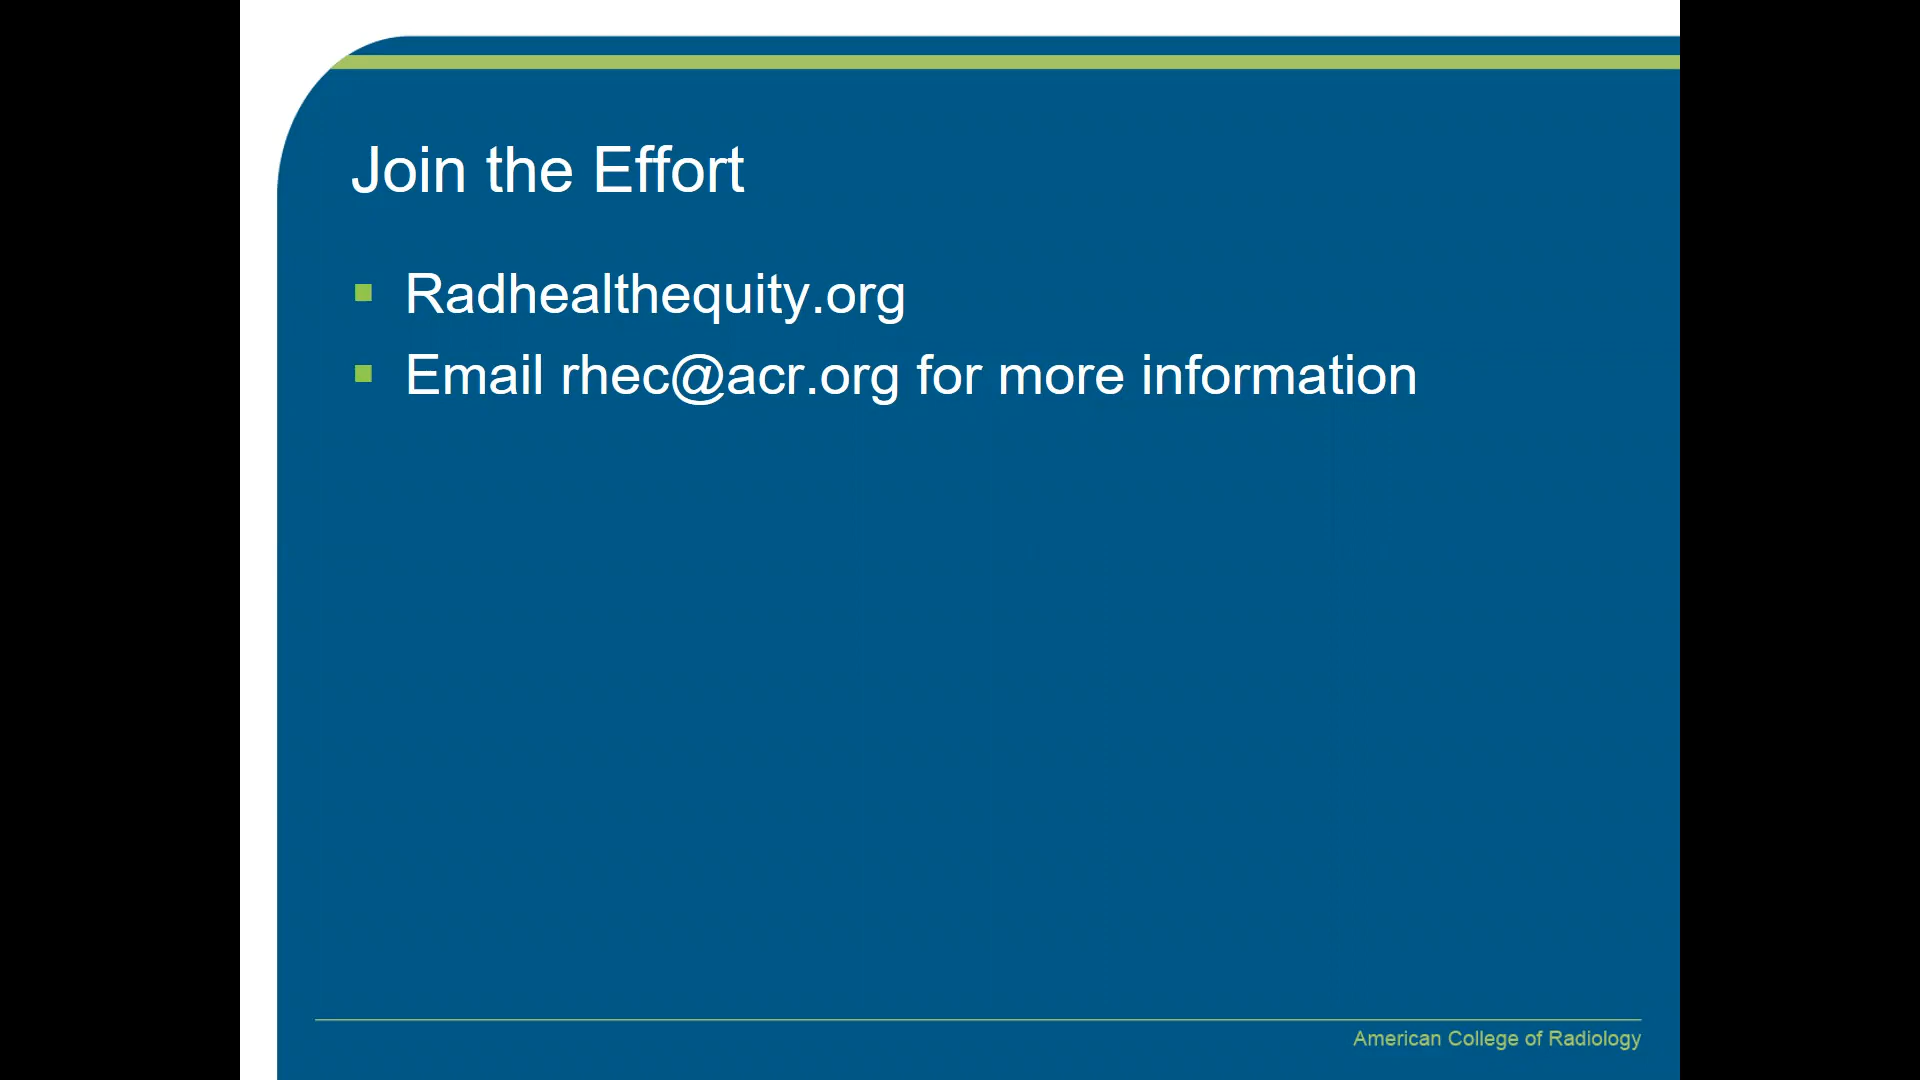 Join the Effort
Radhealthequity.org
Email rhec@acr.org for more information
American College of Radiology